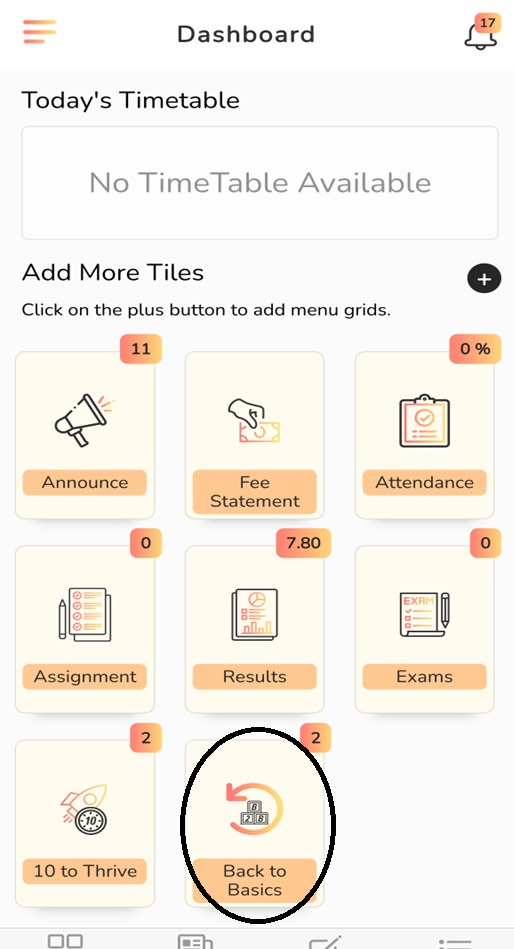 Dashboard
17
Today's Timetable
No TimeTable Available
Add More Tiles
+
Click on the plus button to add menu grids.
11
0 %
Announce
Fee
Statement
Attendance
0
7.80
0
EXAM
Assignment
Results
Exams
2
2
10
B
2 B
10 to Thrive
Back to
Basics